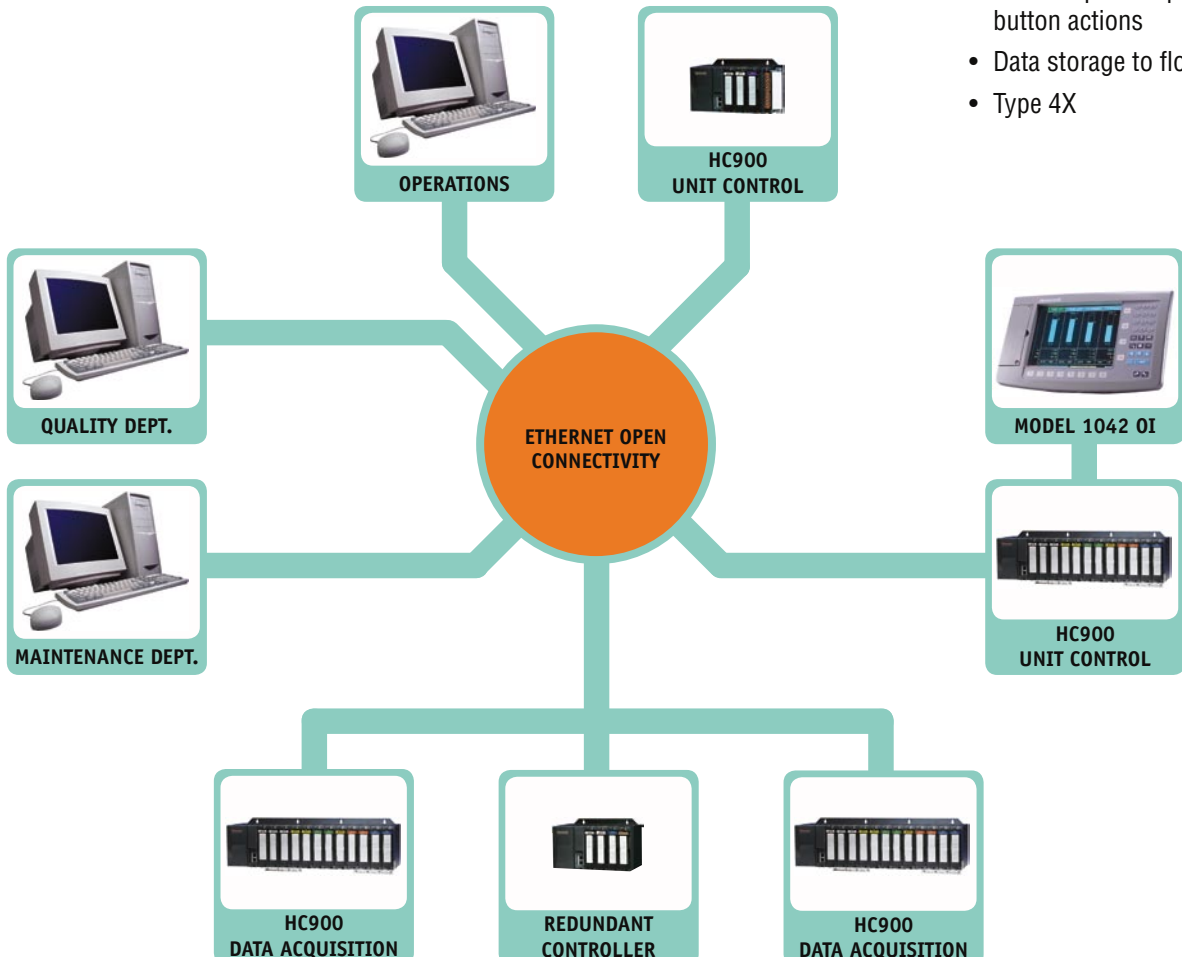 button actions
• Data storage to
• Type 4X
OPERATIONS
HC900
UNIT CONTROL
QUALITY DEPT.
ETHERNET OPEN
CONNECTIVITY
MODEL 1042 OI
MAINTENANCE DEPT.
HC900
UNIT CONTROL
HC900
DATA ACQUISITION
REDUNDANT
CONTROLLER
HC900
DATA ACQUISITION